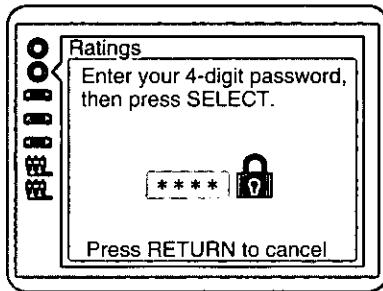 Ratings
Enter your 4-digit password,
then press SELECT.
* * * *
Press RETURN to cancel